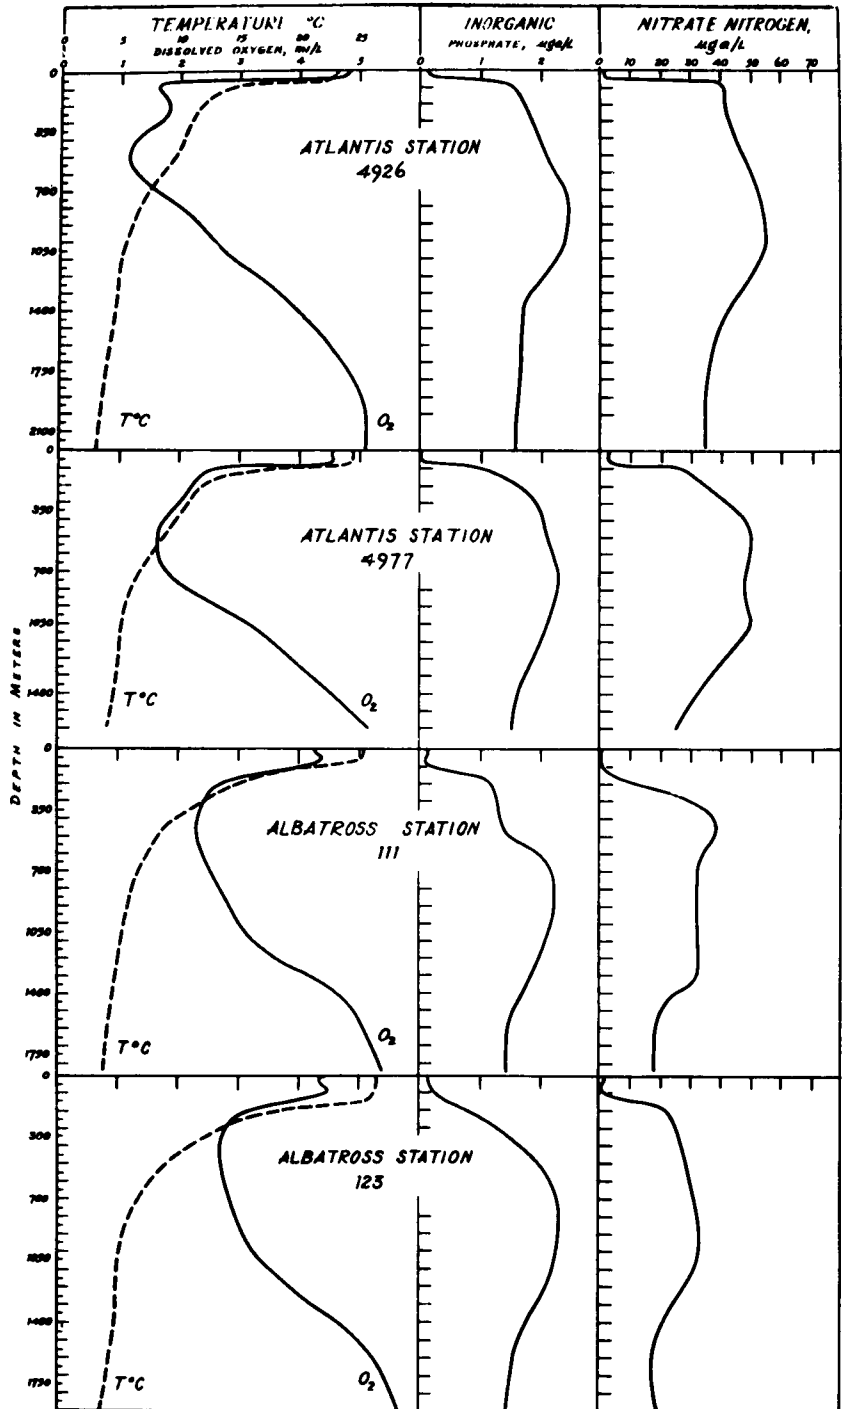 TEMPERATURE °C
0 5 10 15 25
DISSOLVED OXYGEN, ml/L
1 2 3 4 5
INORGANIC
PHOSPHATE, µga/L
0 1 2
NITRATE NITROGEN,
µga/L
0 10 20 30 40 50 60 70
DEPTH IN METERS
0
350
700
1050
1400
1750
2100
ATLANTIS STATION
4926
T°C
O2
0
350
700
1050
1400
ATLANTIS STATION
4977
T°C
O2
0
350
700
1050
1400
1750
ALBATROSS STATION
111
T°C
O2
0
300
700
1050
1400
1750
ALBATROSS STATION
123
T°C
O2